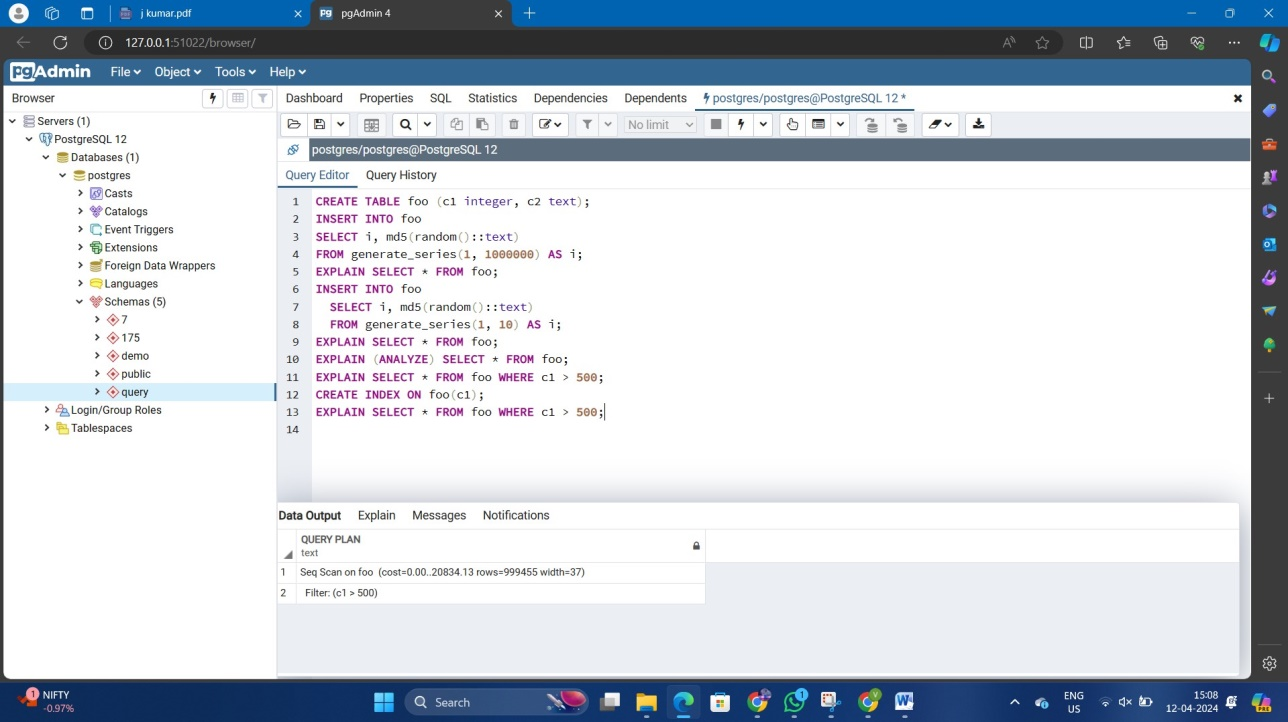 j kumar.pdf
pgAdmin 4
127.0.0.1:51022/browser/
pgAdmin
File
Object
Tools
Help
Browser
Dashboard
Properties
SQL
Statistics
Dependencies
Dependents
postgres/postgres@PostgreSQL 12 *
No limit
postgres/postgres@PostgreSQL 12
Query Editor
Query History
Servers (1)
PostgreSQL 12
Databases (1)
postgres
Casts
Catalogs
Event Triggers
Extensions
Foreign Data Wrappers
Languages
Schemas (5)
7
175
demo
public
query
Login/Group Roles
Tablespaces
1 CREATE TABLE foo (c1 integer, c2 text);
2 INSERT INTO foo
3 SELECT i, md5(random()::text)
4 FROM generate_series(1, 1000000) AS i;
5 EXPLAIN SELECT * FROM foo;
6 INSERT INTO foo
7 SELECT i, md5(random()::text)
8 FROM generate_series(1, 10) AS i;
9 EXPLAIN SELECT * FROM foo;
10 EXPLAIN (ANALYZE) SELECT * FROM foo;
11 EXPLAIN SELECT * FROM foo WHERE c1 > 500;
12 CREATE INDEX ON foo(c1);
13 EXPLAIN SELECT * FROM foo WHERE c1 > 500;
14
Data Output
Explain
Messages
Notifications
QUERY PLAN
text
1 Seq Scan on foo (cost=0.00..20834.13 rows=999455 width=37)
2 Filter: (c1 > 500)
1
NIFTY
-0.97%
Search
1
V
ENG
US
15:08
12-04-2024
PRE